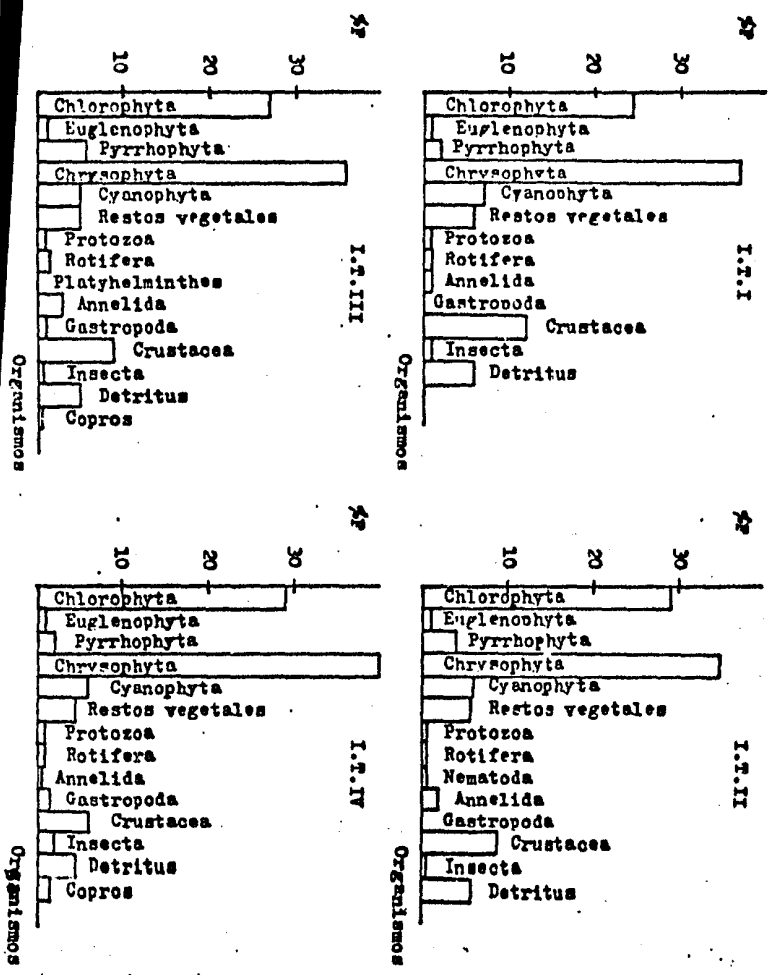 %F
10
20
30
Chlorophyta
Euglenophyta
Pyrrhophyta
Chrysophyta
Cyanophyta
Restos vegetales
Protozoa
Rotifera
Platyhelminthes
Annelida
Gastropoda
Crustacea
Insecta
Detritus
Copros
I.T.III
Organismos
%F
10
20
30
Chlorophyta
Euglenophyta
Pyrrhophyta
Chrysophyta
Cyanophyta
Restos vegetales
Protozoa
Rotifera
Annelida
Gastropoda
Crustacea
Insecta
Detritus
I.T.I
Organismos
%F
10
20
30
Chlorophyta
Euglenophyta
Pyrrhophyta
Chrysophyta
Cyanophyta
Restos vegetales
Protozoa
Rotifera
Annelida
Gastropoda
Crustacea
Insecta
Detritus
Copros
I.T.IV
Organismos
%F
10
20
30
Chlorophyta
Euglenophyta
Pyrrhophyta
Chrysophyta
Cyanophyta
Restos vegetales
Protozoa
Rotifera
Nematoda
Annelida
Gastropoda
Crustacea
Insecta
Detritus
I.T.II
Organismos